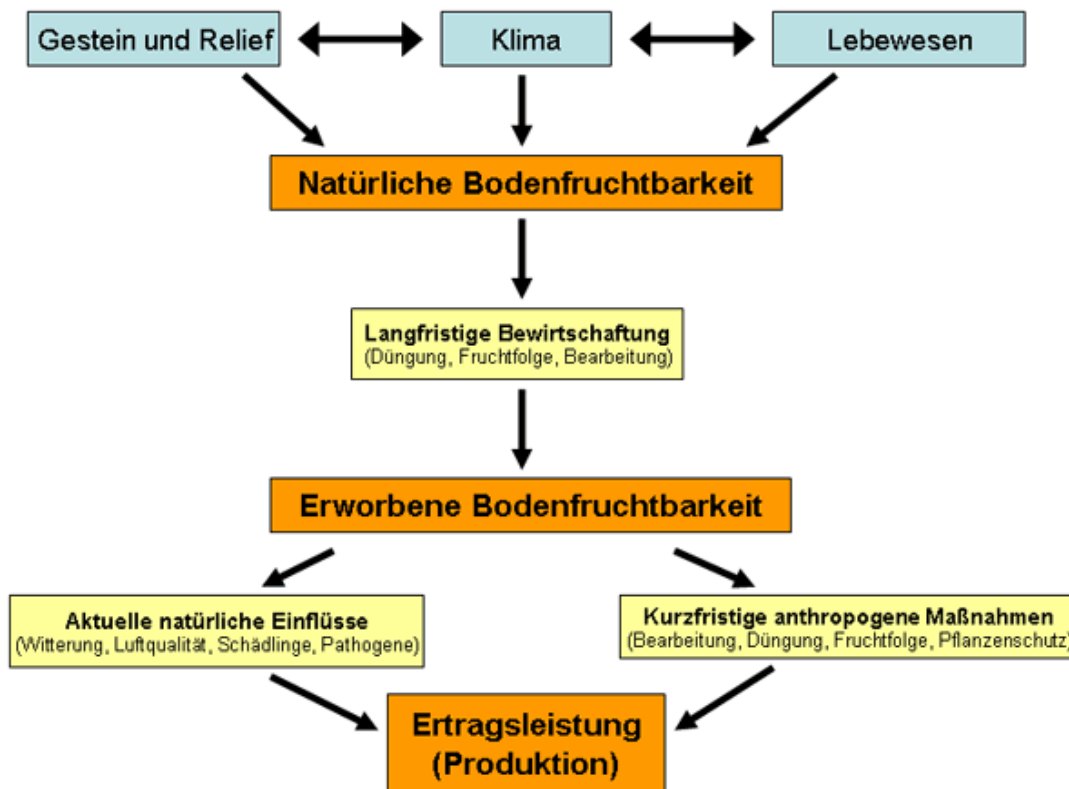 Gestein und Relief
Klima
Lebewesen
Natürliche Bodenfruchtbarkeit
Langfristige Bewirtschaftung
(Düngung, Fruchtfolge, Bearbeitung)
Erworbene Bodenfruchtbarkeit
Aktuelle natürliche Einflüsse
(Witterung, Luftqualität, Schädlinge, Pathogene)
Kurzfristige anthropogene Maßnahmen
(Bearbeitung, Düngung, Fruchtfolge, Pflanzenschutz)
Ertragsleistung
(Produktion)